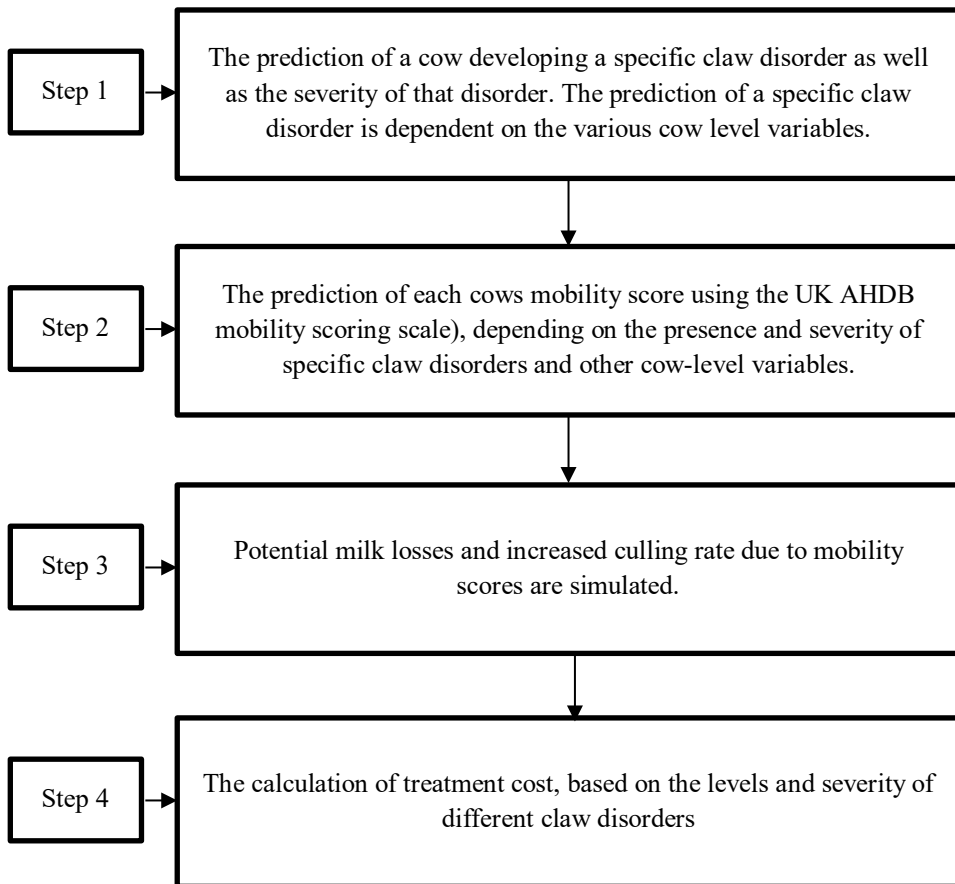 Step 1
The prediction of a cow developing a specific claw disorder as well
as the severity of that disorder. The prediction of a specific claw
disorder is dependent on the various cow level variables.
Step 2
The prediction of each cows mobility score using the UK AHDB
mobility scoring scale), depending on the presence and severity of
specific claw disorders and other cow-level variables.
Step 3
Potential milk losses and increased culling rate due to mobility
scores are simulated.
Step 4
The calculation of treatment cost, based on the levels and severity of
different claw disorders